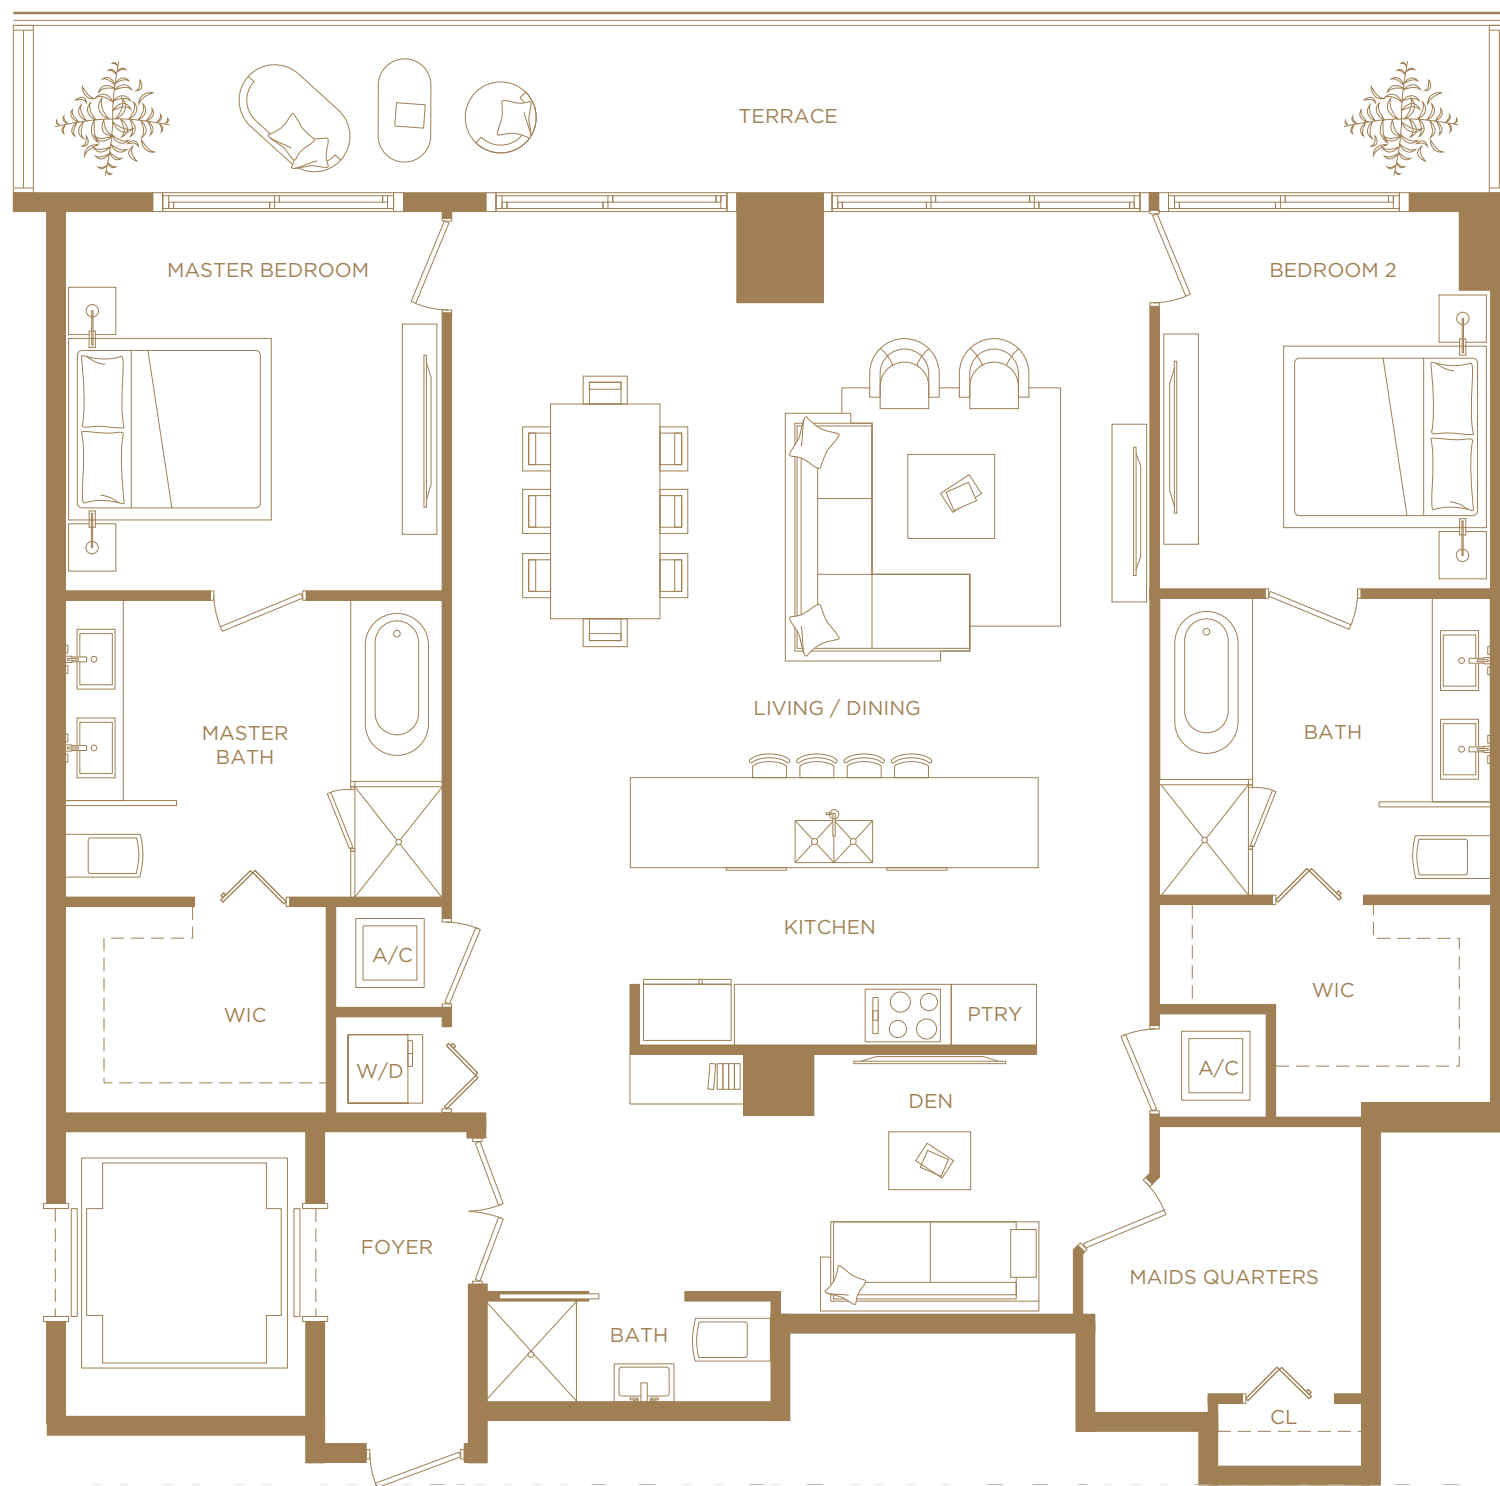 TERRACE
MASTER BEDROOM
BEDROOM 2
LIVING / DINING
MASTER
BATH
BATH
KITCHEN
A/C
WIC
WIC
PTRY
W/D
A/C
DEN
FOYER
MAIDS QUARTERS
BATH
CL